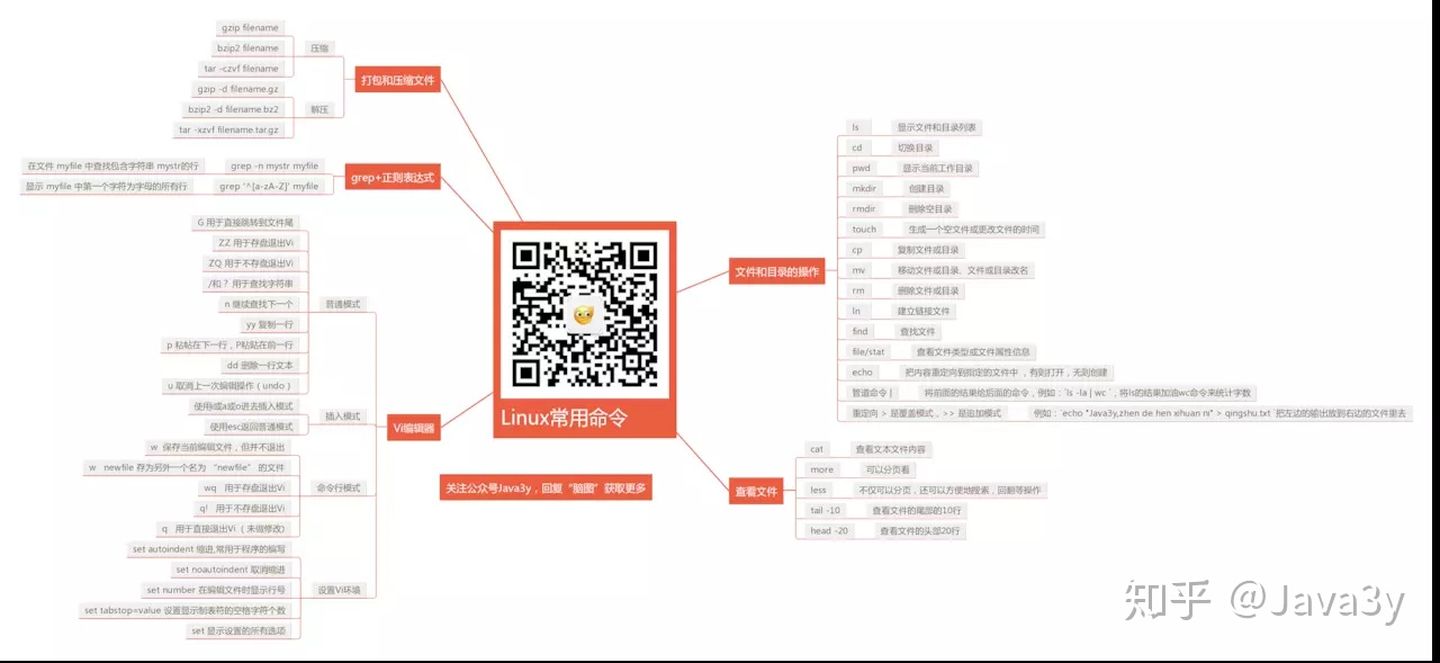 gzip filename
bzip2 filename
压缩
tar -czvf filename
打包和压缩文件
gzip -d filename.gz
bzip2 -d filename.bz2
解压
tar -xzvf filename.tar.gz
在文件 myfile 中查找包含字符串 mystr的行 grep -n mystr myfile
显示 myfile 中第一个字符为字母的所有行 grep '^[a-zA-Z]' myfile
grep+正则表达式
G 用于直接跳转到文件尾
ZZ 用于存盘退出Vi
ZQ 用于不存盘退出Vi
/和？用于查找字符串
n 继续查找下一个
普通模式
yy 复制一行
p 粘帖在下一行，P粘贴在前一行
dd 删除一行文本
u 取消上一次编辑操作（undo）
使用i或a或o进去插入模式
插入模式
使用esc返回普通模式
Vi编辑器
w 保存当前编辑文件，但并不退出
w newfile 存为另外一个名为 “newfile” 的文件
wq 用于存盘退出Vi
命令行模式
q! 用于不存盘退出Vi
q 用于直接退出Vi （未做修改)
set autoindent 缩进,常用于程序的编写
set noautoindent 取消缩进
set number 在编辑文件时显示行号
设置Vi环境
set tabstop=value 设置显示制表符的空格字符个数
set 显示设置的所有选项
Linux常用命令
关注公众号Java3y，回复“脑图”获取更多
文件和目录的操作
ls 显示文件和目录列表
cd 切换目录
pwd 显示当前工作目录
mkdir 创建目录
rmdir 删除空目录
touch 生成一个空文件或更改文件的时间
cp 复制文件或目录
mv 移动文件或目录、文件或目录改名
rm 删除文件或目录
ln 建立链接文件
find 查找文件
file/stat 查看文件类型或文件属性信息
echo 把内容重定向到指定的文件中 ，有则打开，无则创建
管道命令 | 将前面的结果给后面的命令，例如：`ls -la | wc `，将ls的结果加油wc命令来统计字数
重定向 > 是覆盖模式，>> 是追加模式 例如：`echo "Java3y,zhen de hen xihuan ni" > qingshu.txt `把左边的输出放到右边的文件里去
查看文件
cat 查看文本文件内容
more 可以分页看
less 不仅可以分页，还可以方便地搜索，回翻等操作
tail -10 查看文件的尾部的10行
head -20 查看文件的头部20行
知乎 @Java3y